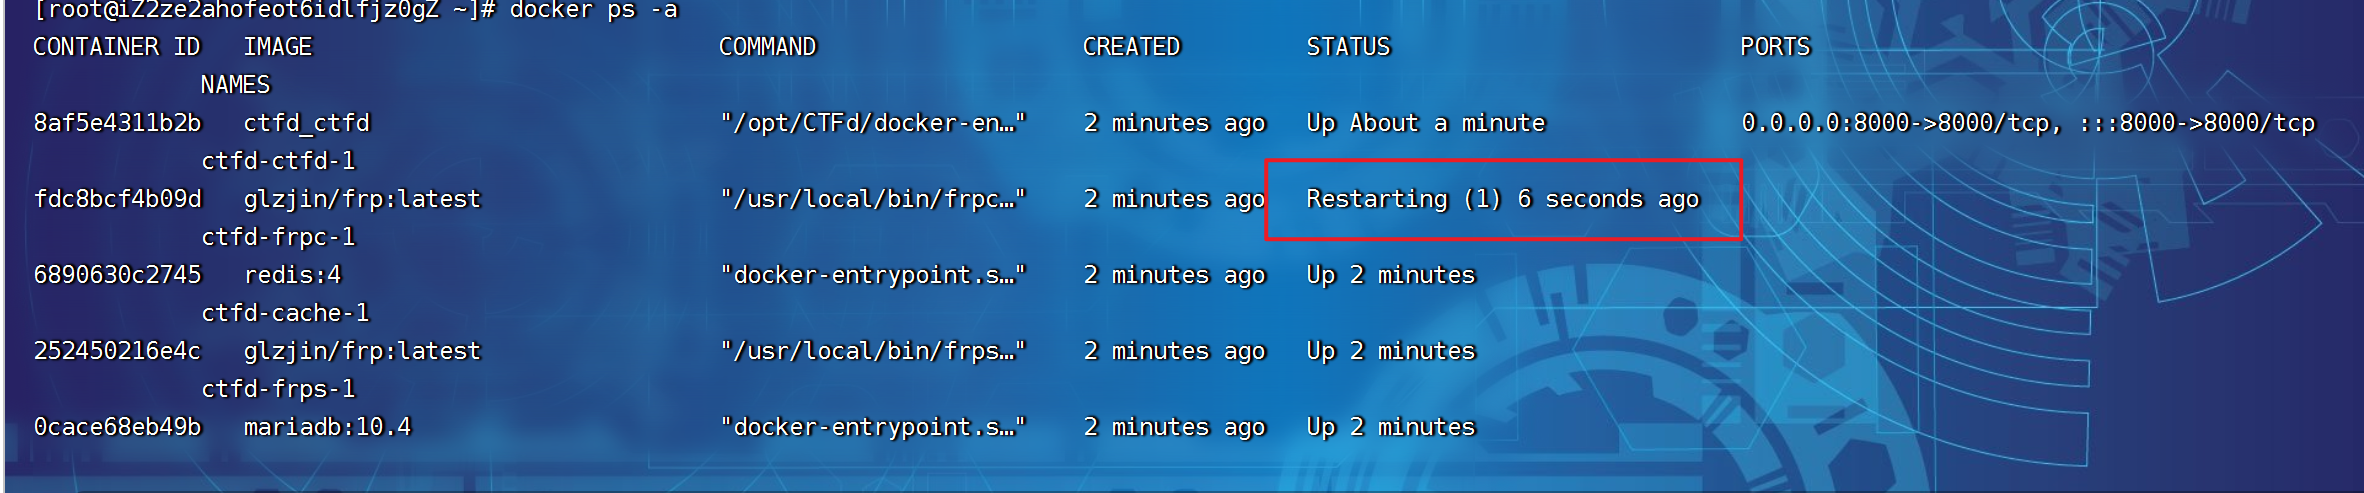 [root@iZ2ze2ahofeot6idlfjz0gZ ~]# docker ps -a
CONTAINER ID   IMAGE                             COMMAND                   CREATED         STATUS                         PORTS
            NAMES
8af5e4311b2b   ctfd_ctfd                         "/opt/CTFd/docker-en…"    2 minutes ago   Up About a minute              0.0.0.0:8000->8000/tcp, :::8000->8000/tcp
            ctfd-ctfd-1
fdc8bcf4b09d   glzjin/frp:latest                 "/usr/local/bin/frpc…"    2 minutes ago   Restarting (1) 6 seconds ago
            ctfd-frpc-1
6890630c2745   redis:4                           "docker-entrypoint.s…"    2 minutes ago   Up 2 minutes
            ctfd-cache-1
252450216e4c   glzjin/frp:latest                 "/usr/local/bin/frps…"    2 minutes ago   Up 2 minutes
            ctfd-frps-1
0cace68eb49b   mariadb:10.4                      "docker-entrypoint.s…"    2 minutes ago   Up 2 minutes